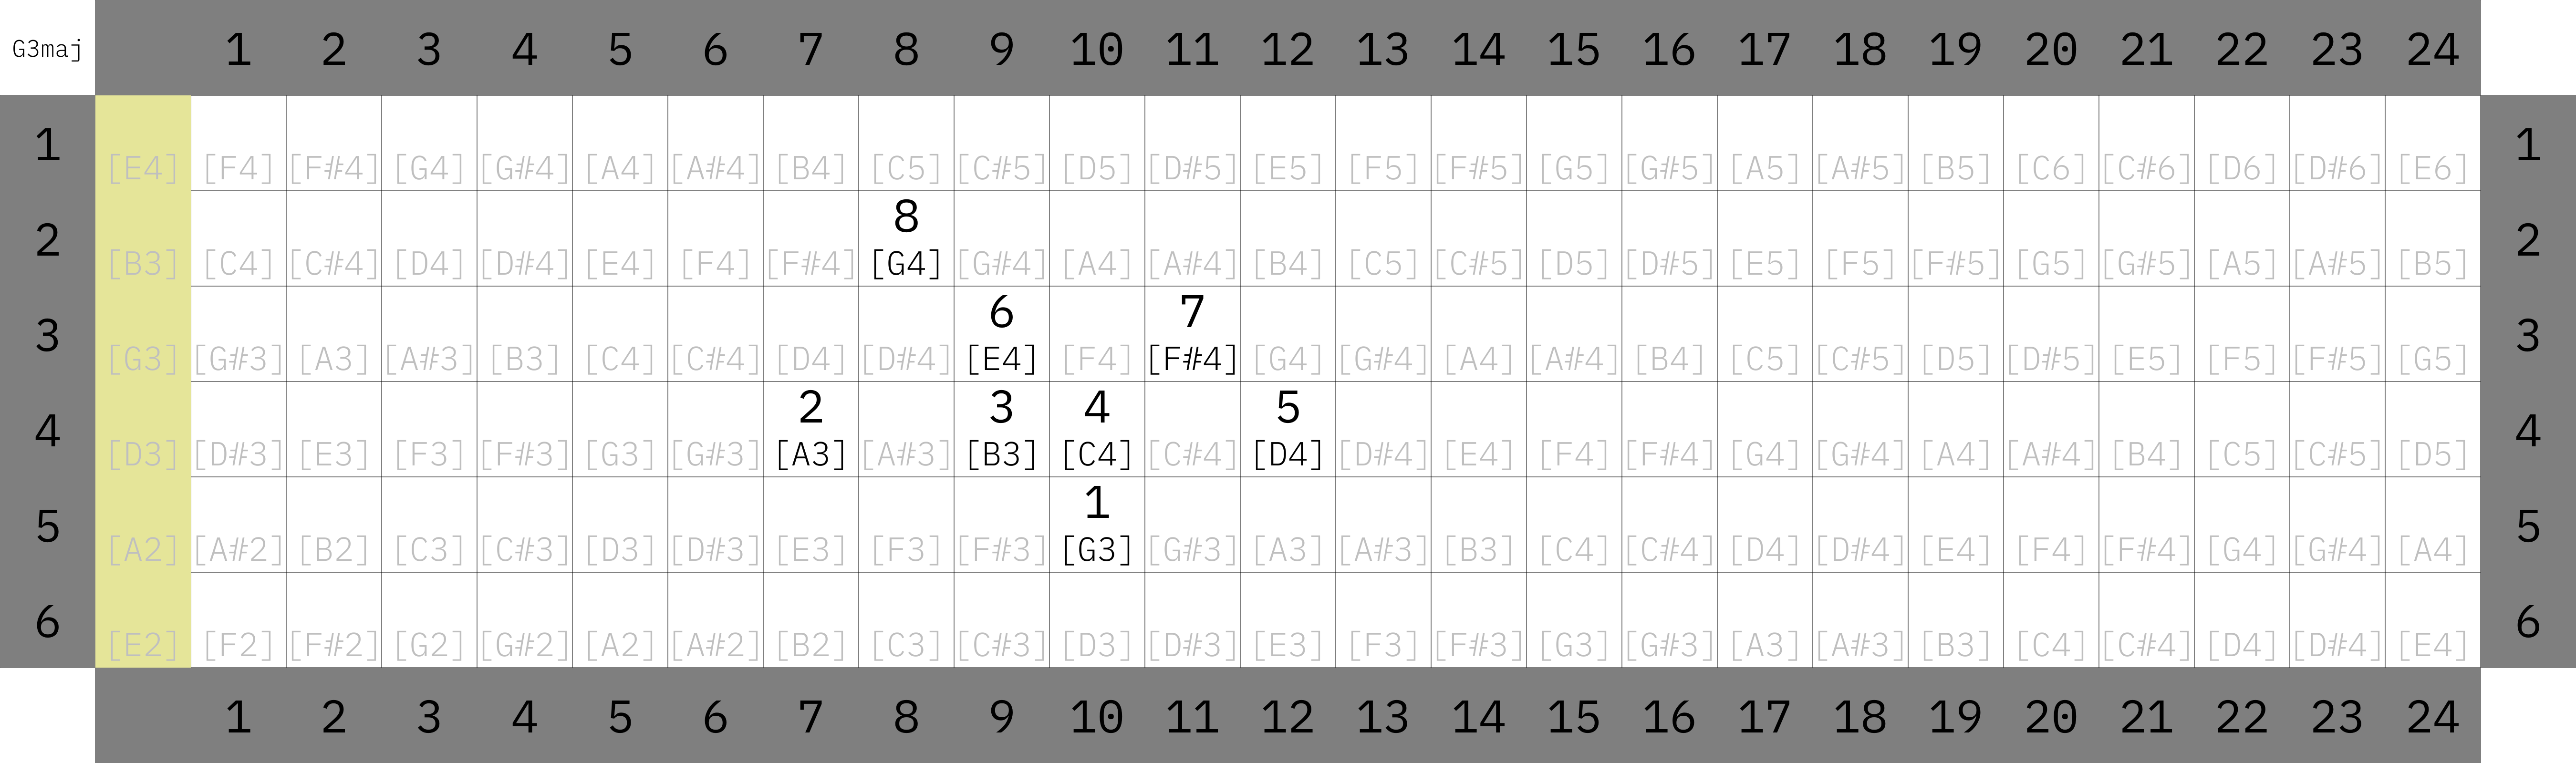 G3maj 1 2 3 4 5 6 7 8 9 10 11 12 13 14 15 16 17 18 19 20 21 22 23 24
1 [E4] [F4] [F#4] [G4] [G#4] [A4] [A#4] [B4] [C5] [C#5] [D5] [D#5] [E5] [F5] [F#5] [G5] [G#5] [A5] [A#5] [B5] [C6] [C#6] [D6] [D#6] [E6] 1
8
2 [B3] [C4] [C#4] [D4] [D#4] [E4] [F4] [F#4] [G4] [G#4] [A4] [A#4] [B4] [C5] [C#5] [D5] [D#5] [E5] [F5] [F#5] [G5] [G#5] [A5] [A#5] [B5] 2
6 7
3 [G3] [G#3] [A3] [A#3] [B3] [C4] [C#4] [D4] [D#4] [E4] [F4] [F#4] [G4] [G#4] [A4] [A#4] [B4] [C5] [C#5] [D5] [D#5] [E5] [F5] [F#5] [G5] 3
2 3 4 5
4 [D3] [D#3] [E3] [F3] [F#3] [G3] [G#3] [A3] [A#3] [B3] [C4] [C#4] [D4] [D#4] [E4] [F4] [F#4] [G4] [G#4] [A4] [A#4] [B4] [C5] [C#5] [D5] 4
1
5 [A2] [A#2] [B2] [C3] [C#3] [D3] [D#3] [E3] [F3] [F#3] [G3] [G#3] [A3] [A#3] [B3] [C4] [C#4] [D4] [D#4] [E4] [F4] [F#4] [G4] [G#4] [A4] 5
6 [E2] [F2] [F#2] [G2] [G#2] [A2] [A#2] [B2] [C3] [C#3] [D3] [D#3] [E3] [F3] [F#3] [G3] [G#3] [A3] [A#3] [B3] [C4] [C#4] [D4] [D#4] [E4] 6
1 2 3 4 5 6 7 8 9 10 11 12 13 14 15 16 17 18 19 20 21 22 23 24